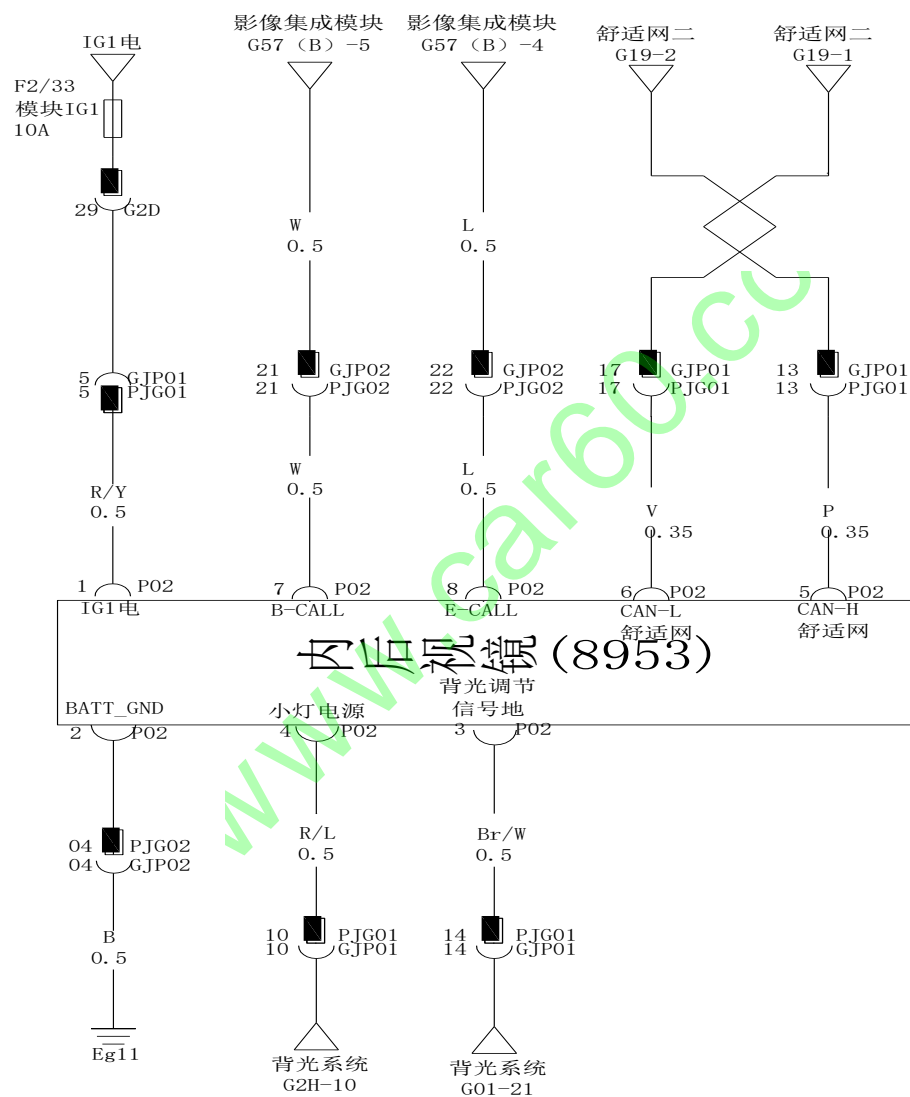 IG1电
影像集成模块
G57（B）-5
影像集成模块
G57（B）-4
舒适网二
G19-2
舒适网二
G19-1
F2/33
模块IG1
10A
29 G2D
W
0.5
L
0.5
5 GJP01
5 PJG01
21 GJP02
21 PJG02
22 GJP02
22 PJG02
17 GJP01
17 PJG01
13 GJP01
13 PJG01
R/Y
0.5
W
0.5
L
0.5
V
0.35
P
0.35
1 P02
IG1电
7 P02
B-CALL
8 P02
E-CALL
6 P02
CAN-L
舒适网
5 P02
CAN-H
舒适网
内后视镜(8953)
BATT_GND
2 P02
小灯电源
4 P02
背光调节
信号地
3 P02
04 PJG02
04 GJP02
R/L
0.5
Br/W
0.5
B
0.5
10 PJG01
10 GJP01
14 PJG01
14 GJP01
Eg11
背光系统
G2H-10
背光系统
G01-21
www.car60.cc